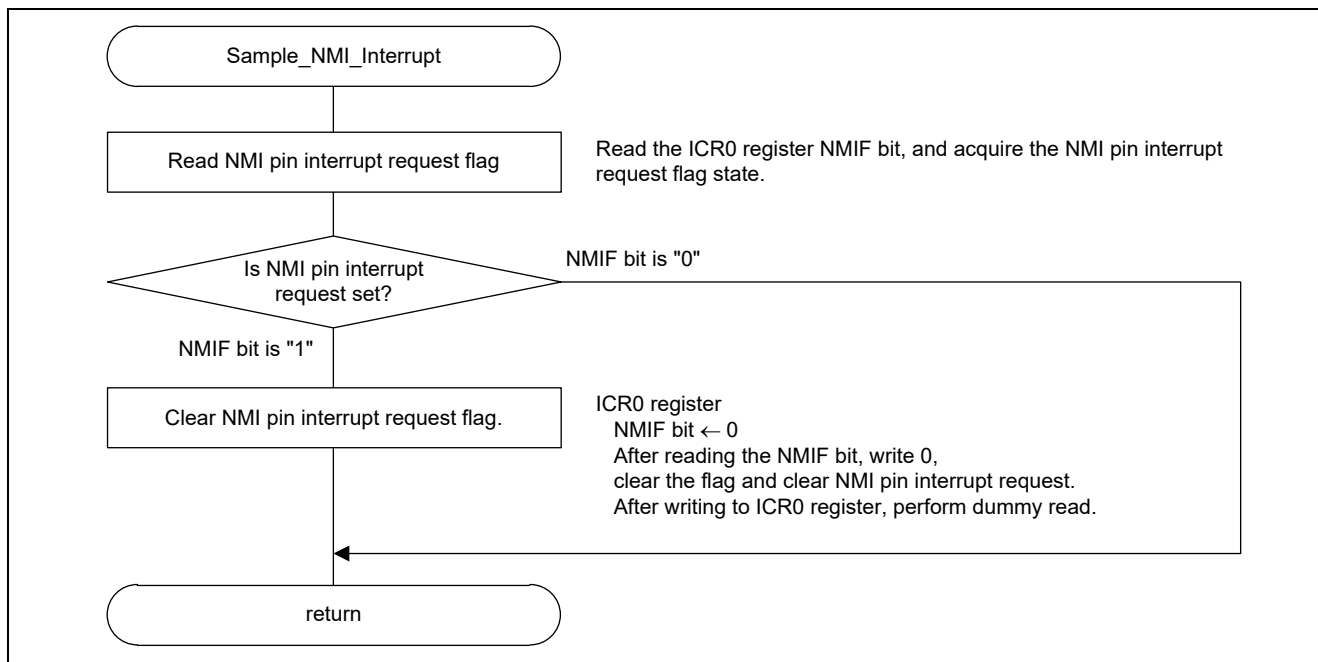 Sample_NMI_Interrupt
Read NMI pin interrupt request flag
Read the ICR0 register NMIF bit, and acquire the NMI pin interrupt
request flag state.
Is NMI pin interrupt
request set?
NMIF bit is "0"
NMIF bit is "1"
Clear NMI pin interrupt request flag.
ICR0 register
NMIF bit ← 0
After reading the NMIF bit, write 0,
clear the flag and clear NMI pin interrupt request.
After writing to ICR0 register, perform dummy read.
return